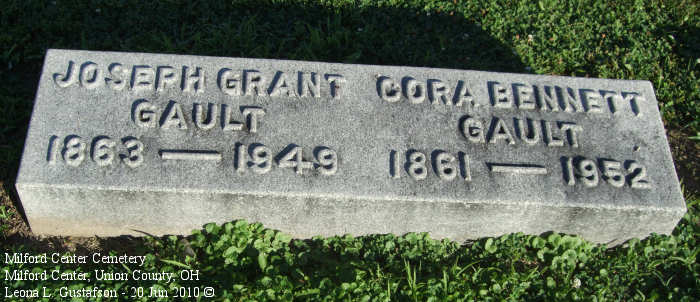 JOSEPH GRANT
GAULT
1863 — 1949
CORA BENNETT
GAULT
1861 — 1952
Milford Center Cemetery
Milford Center, Union County, OH
Leona L. Gustafson - 26 Jun 2010 ©